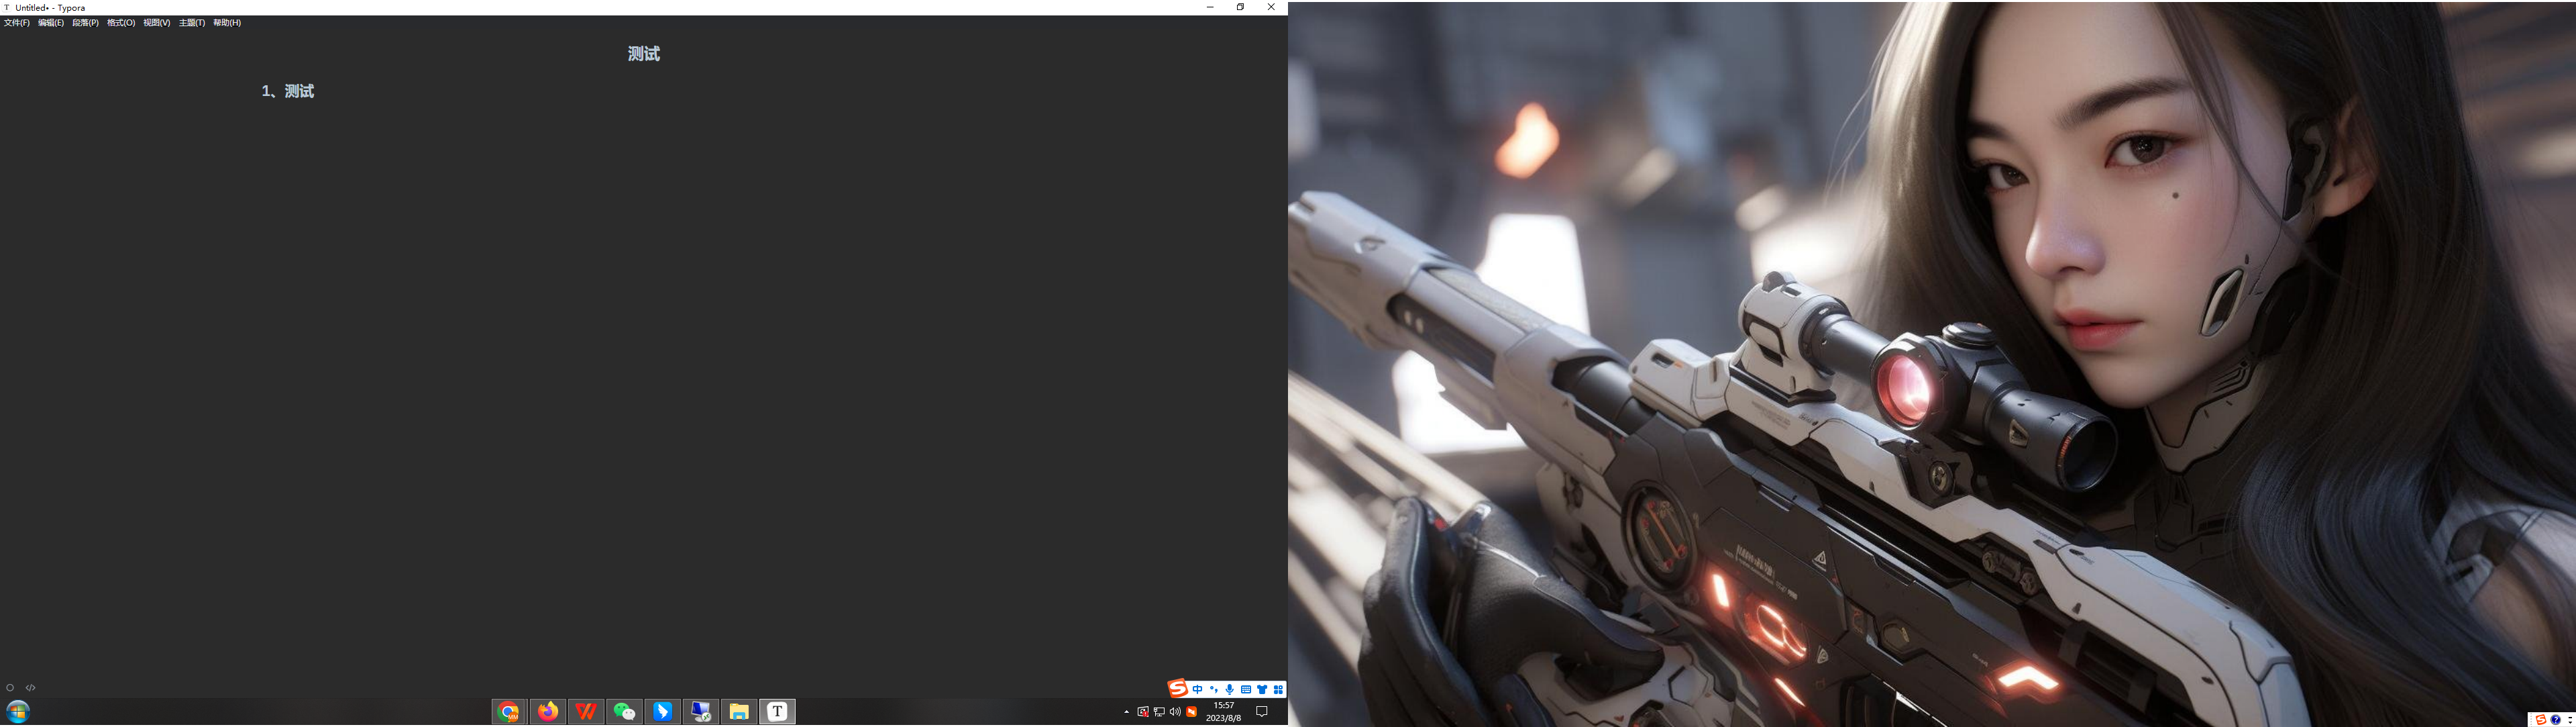 Untitled• - Typora
文件(F) 编辑(E) 段落(P) 格式(O) 视图(V) 主题(T) 帮助(H)
测试
1、测试
中
15:57
2023/8/8